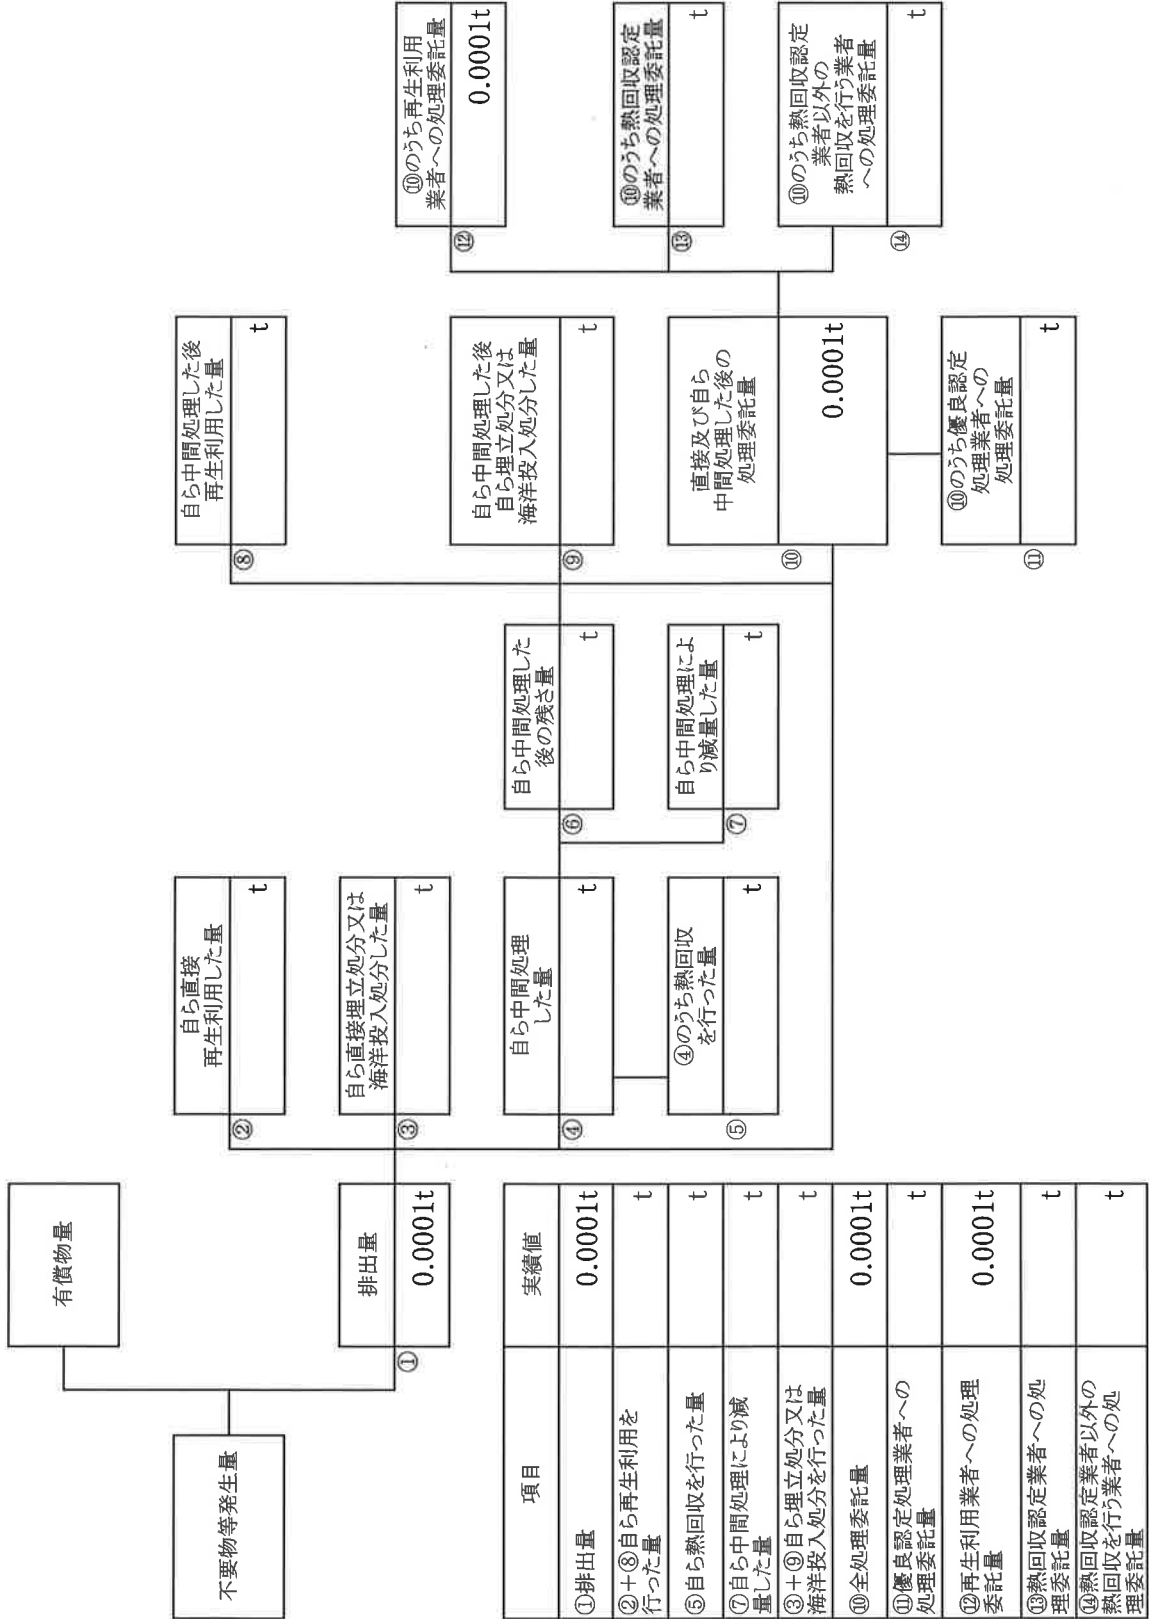 不要物等発生量
有償物量
排出量
①
0.0001t
自ら直接
再生利用した量
②
t
自ら直接埋立処分又は
海洋投入処分した量
③
t
自ら中間処理
した量
④
t
④のうち熱回収
を行った量
⑤
t
自ら中間処理した
後の残さ量
⑥
t
自ら中間処理によ
り減量した量
⑦
t
自ら中間処理した後
再生利用した量
⑧
t
自ら中間処理した後
自ら埋立処分又は
海洋投入処分した量
⑨
t
直接及び自ら
中間処理した後の
処理委託量
⑩
0.0001t
⑩のうち優良認定
処理業者への
処理委託量
⑪
t
⑩のうち再生利用
業者への処理委託量
⑫
0.0001t
⑩のうち熱回収認定
業者への処理委託量
⑬
t
⑩のうち熱回収認定
業者以外の
熱回収を行う業者
への処理委託量
⑭
t
項目 実績値
①排出量 0.0001t
②+⑧自ら再生利用を
行った量 t
⑤自ら熱回収を行った量 t
⑦自ら中間処理により減
量した量 t
③+⑨自ら埋立処分又は
海洋投入処分を行った量 t
⑩全処理委託量 0.0001t
⑪優良認定処理業者への
処理委託量 t
⑫再生利用業者への処理
委託量 0.0001t
⑬熱回収認定業者への処
理委託量 t
⑭熱回収認定業者以外の
熱回収を行う業者への処
理委託量 t